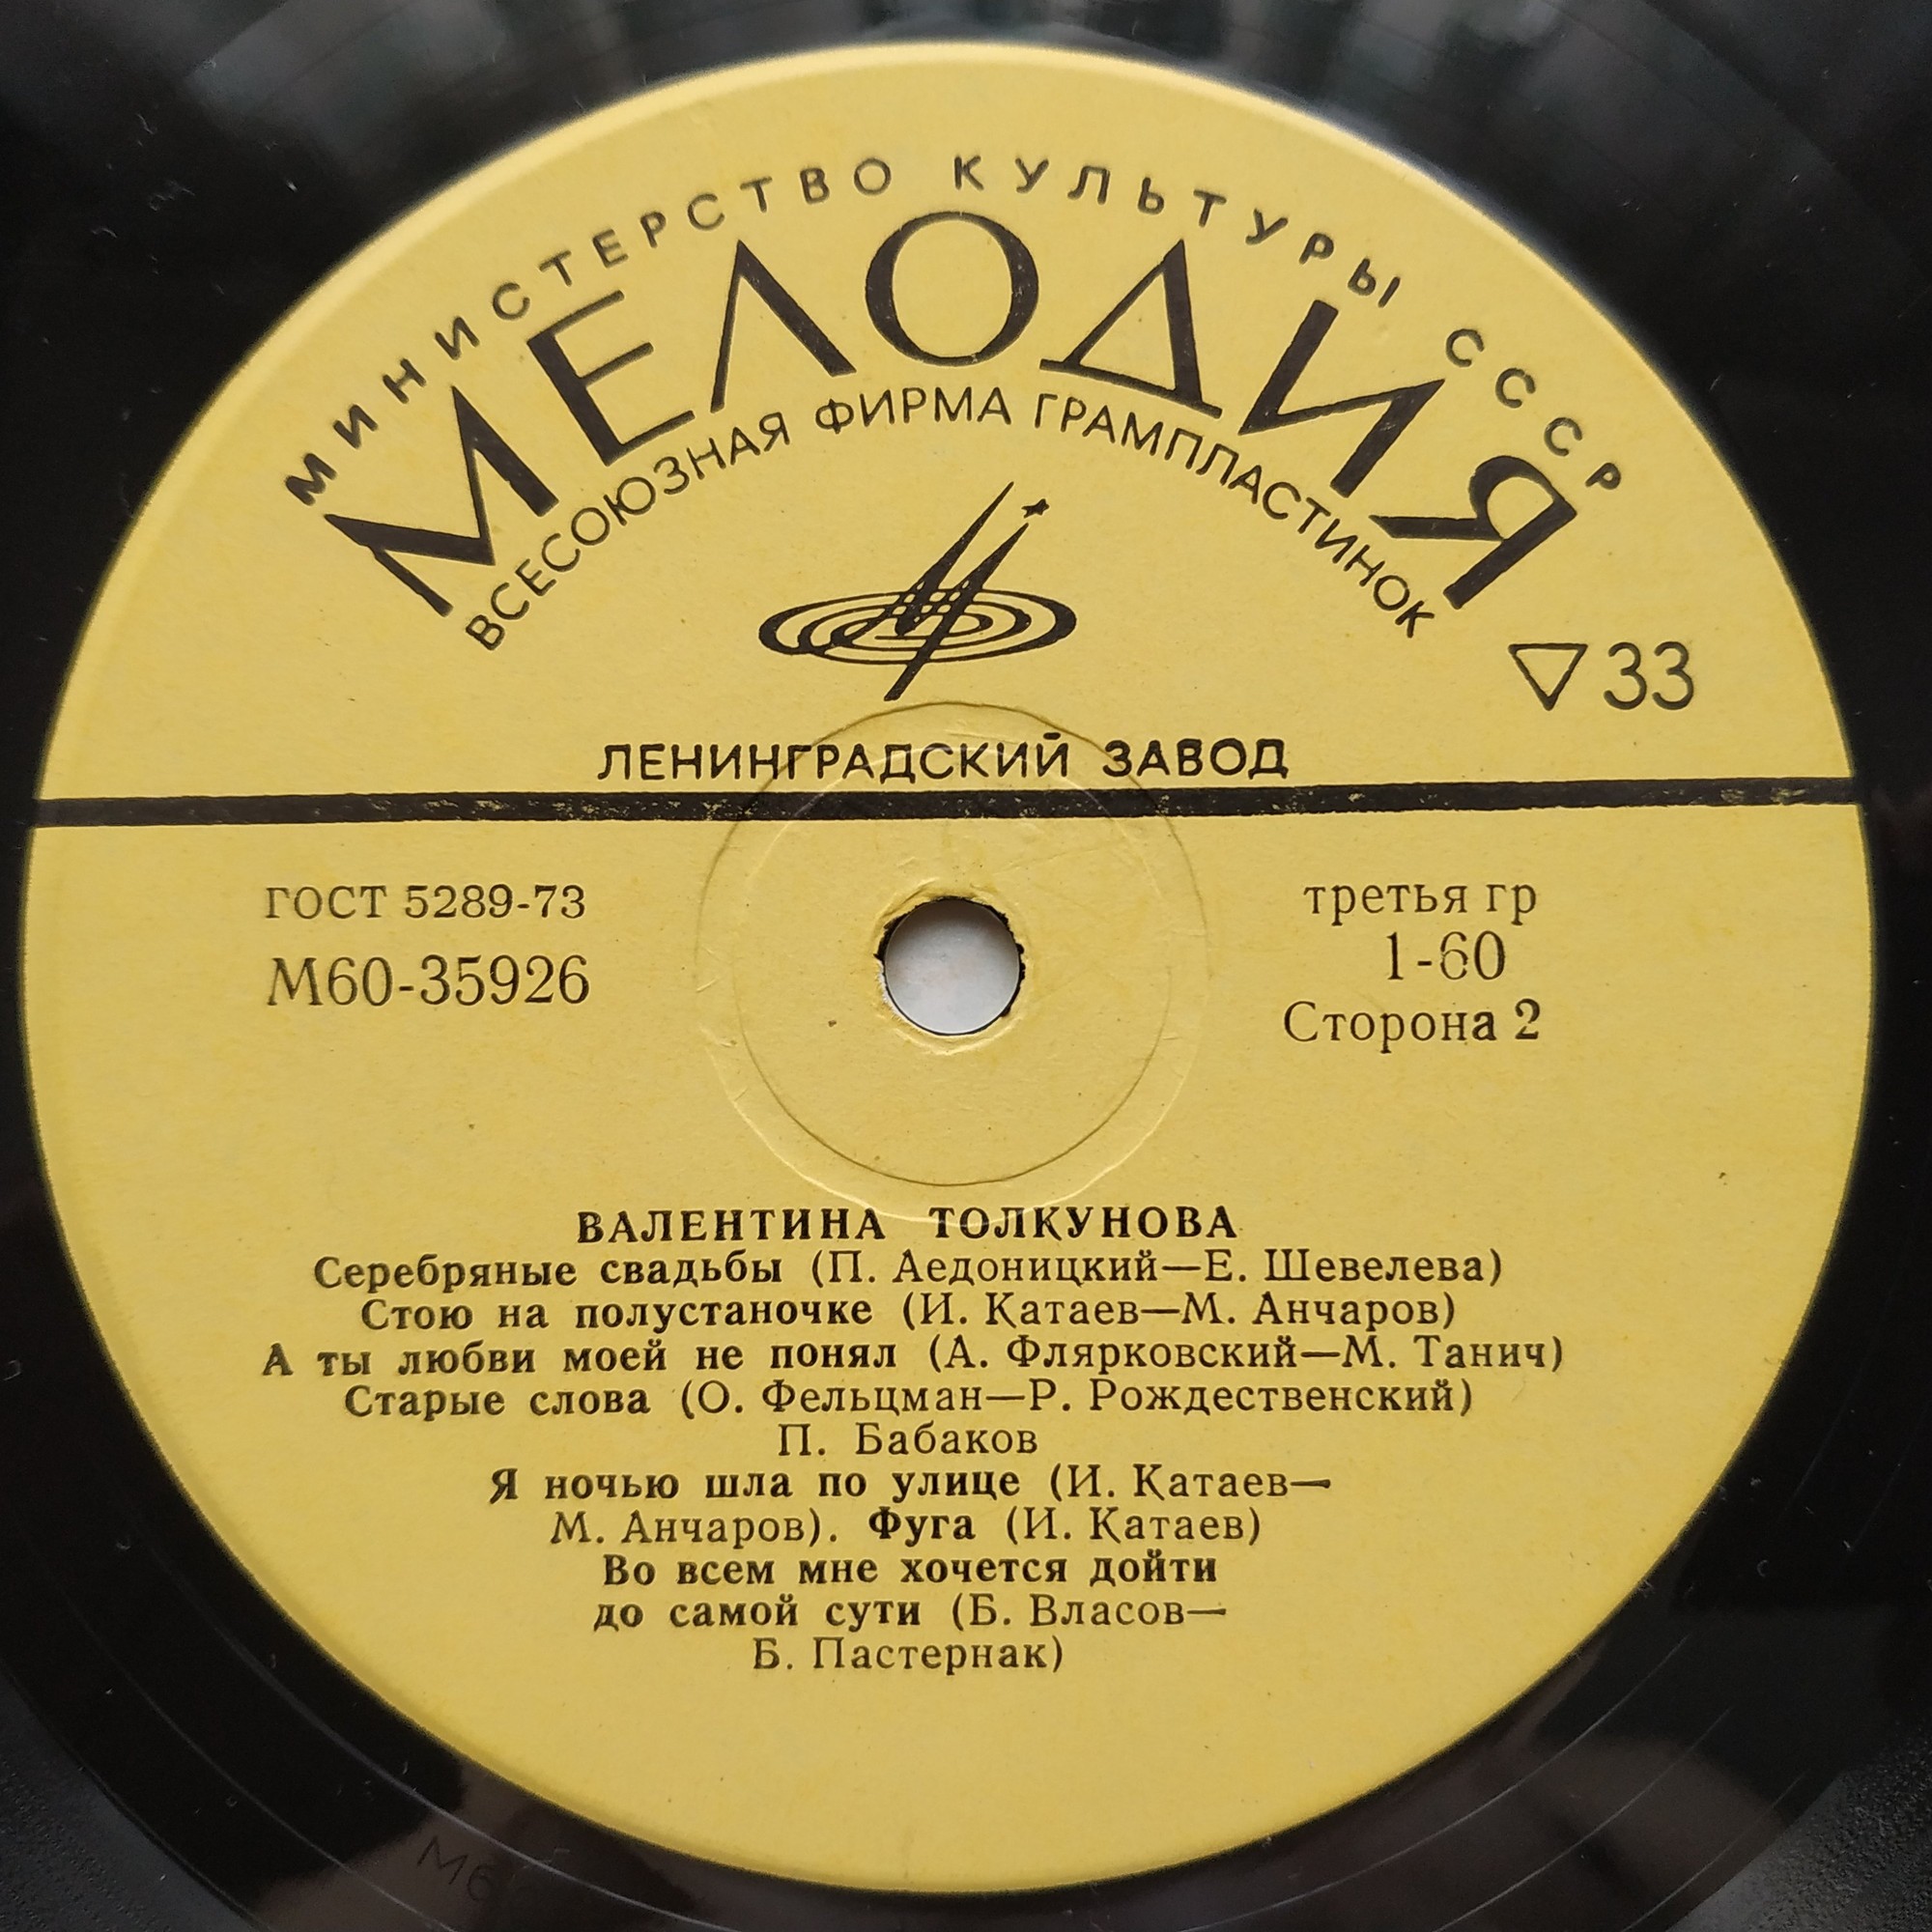 МИНИСТЕРСТВО КУЛЬТУРЫ СССР
МЕЛОДИЯ
ВСЕСОЮЗНАЯ ФИРМА ГРАМПЛАСТИНОК
33
ЛЕНИНГРАДСКИЙ ЗАВОД
ГОСТ 5289-73
М60-35926
третья гр
1-60
Сторона 2
ВАЛЕНТИНА ТОЛКУНОВА
Серебряные свадьбы (П. Аедоницкий—Е. Шевелева)
Стою на полустаночке (И. Катаев—М. Анчаров)
А ты любви моей не понял (А. Флярковский—М. Танич)
Старые слова (О. Фельцман—Р. Рождественский)
П. Бабаков
Я ночью шла по улице (И. Катаев—
М. Анчаров). Фуга (И. Катаев)
Во всем мне хочется дойти
до самой сути (Б. Власов—
Б. Пастернак)